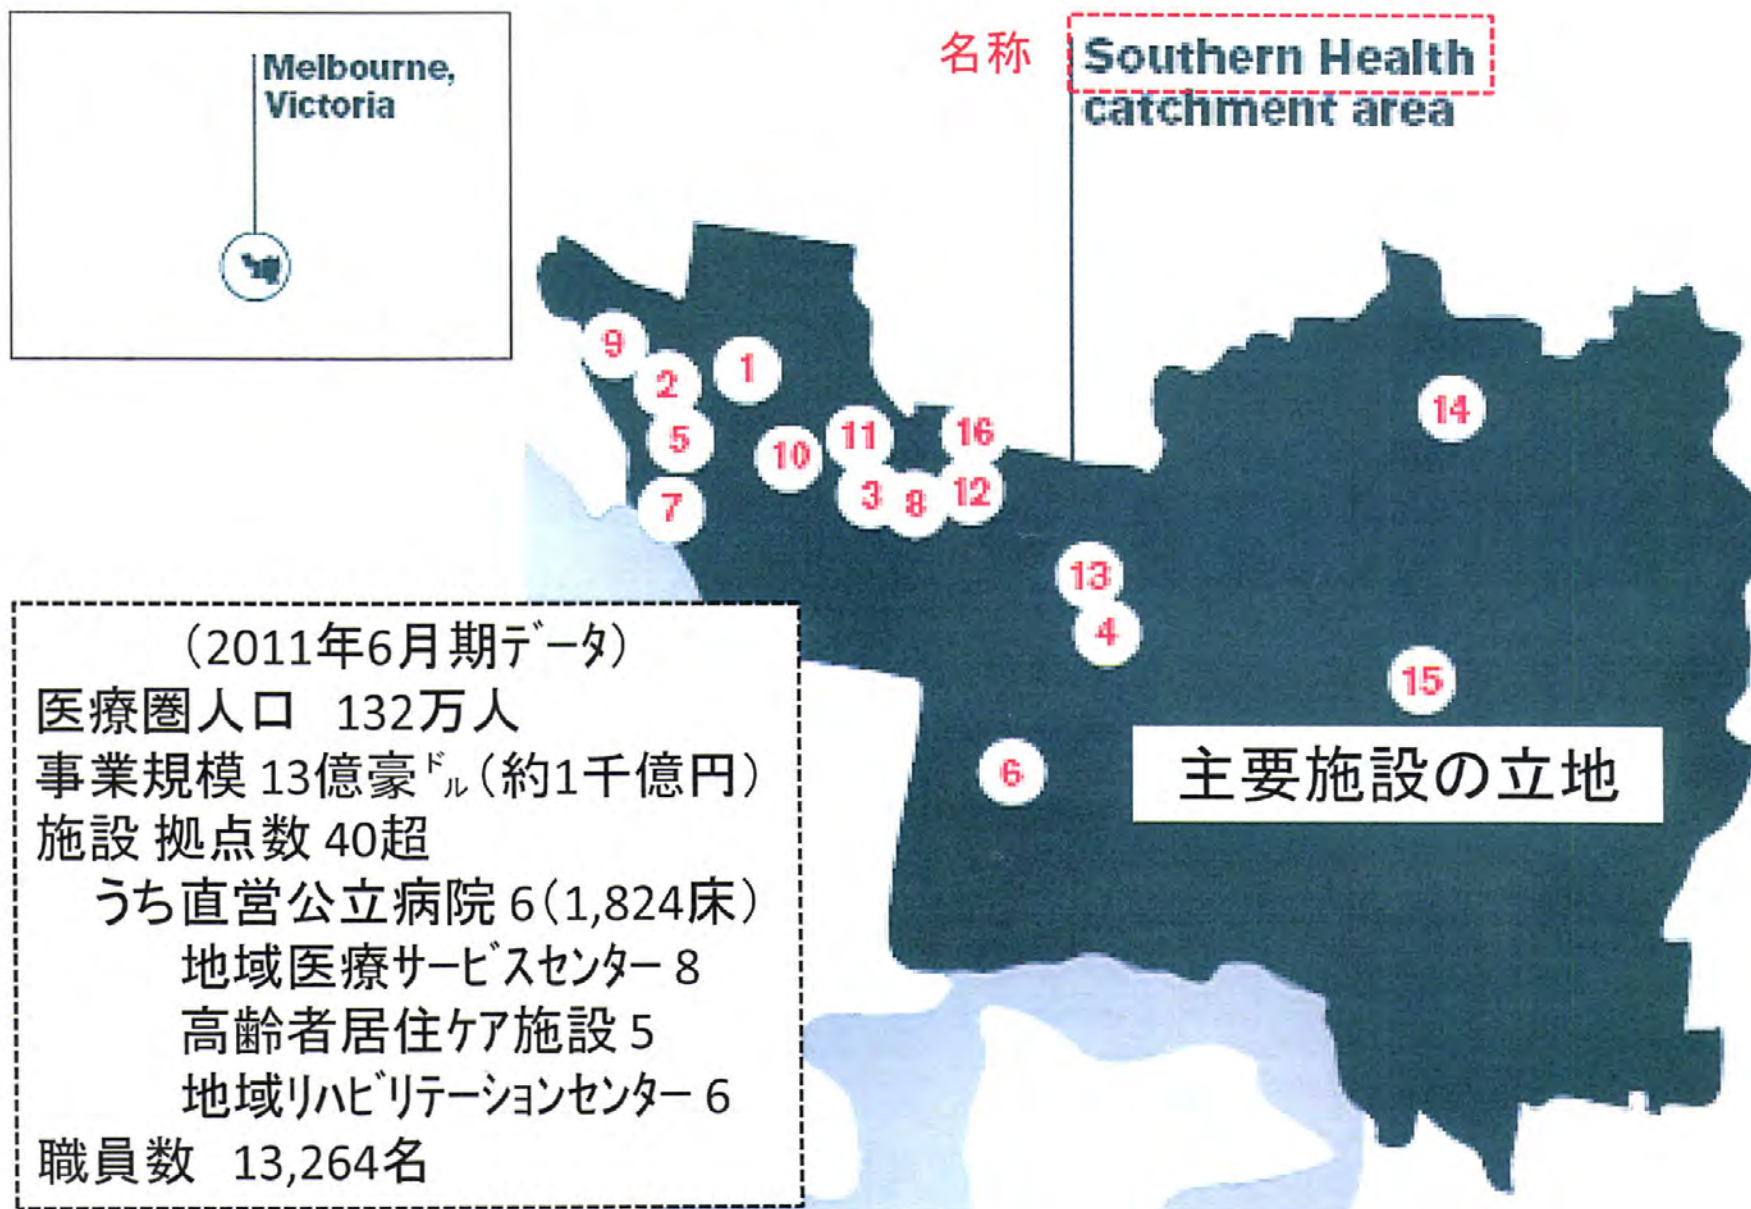 Melbourne,
Victoria
名称
Southern Health
catchment area
9
2
1
5
10
11
16
14
7
3
8
12
13
4
15
6
主要施設の立地
(2011年6月期データ)
医療圏人口 132万人
事業規模 13億豪ドル(約1千億円)
施設 拠点数 40超
うち直営公立病院 6(1,824床)
地域医療サービスセンター 8
高齢者居住ケア施設 5
地域リハビリテーションセンター 6
職員数 13,264名